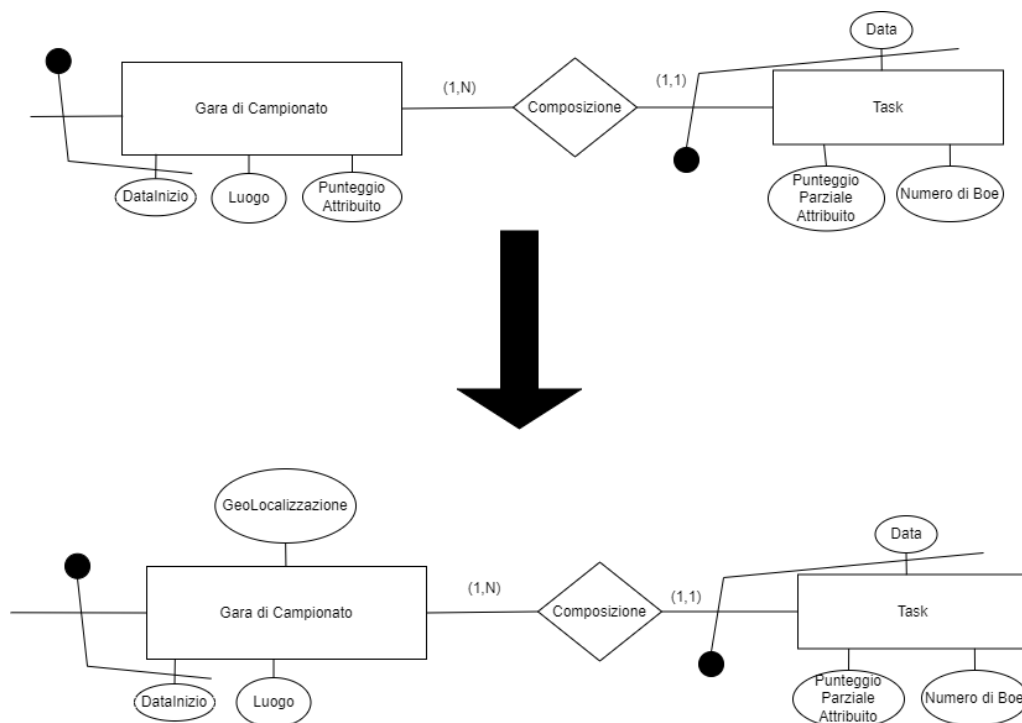 Data
(1,N)
(1,1)
Gara di Campionato
Composizione
Task
DataInizio
Luogo
Punteggio
Attribuito
Punteggio
Parziale
Attribuito
Numero di Boe
GeoLocalizzazione
Data
(1,N)
(1,1)
Gara di Campionato
Composizione
Task
DataInizio
Luogo
Punteggio
Parziale
Attribuito
Numero di Boe